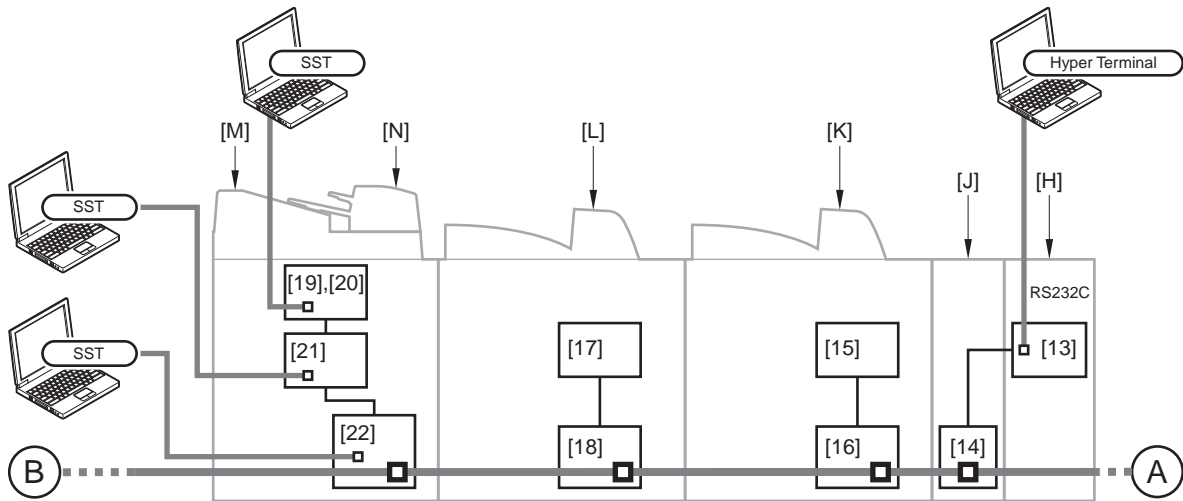 SST
Hyper Terminal
[M]
[N]
[L]
[K]
[J]
[H]
SST
[19],[20]
RS232C
[21]
[17]
[15]
[13]
SST
[22]
[18]
[16]
[14]
B
A